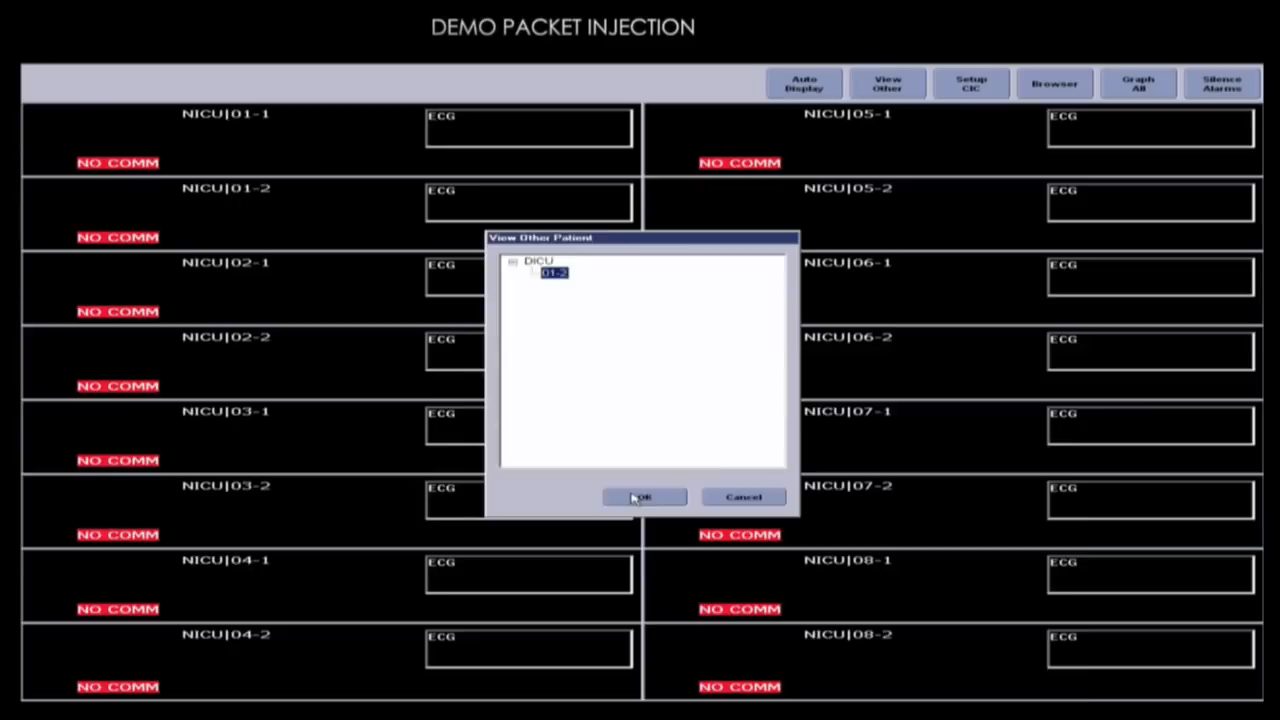 DEMO PACKET INJECTION
Auto Display
View Other
Setup CIC
Browser
Graph All
Silence Alarms
NICU|01-1
ECG
NO COMM
NICU|05-1
ECG
NO COMM
NICU|01-2
ECG
NO COMM
NICU|05-2
ECG
NICU|02-1
ECG
NO COMM
NICU|06-1
ECG
NICU|02-2
ECG
NO COMM
NICU|06-2
ECG
NICU|03-1
ECG
NO COMM
NICU|07-1
ECG
NICU|03-2
ECG
NO COMM
NICU|07-2
ECG
NO COMM
NICU|04-1
ECG
NO COMM
NICU|08-1
ECG
NO COMM
NICU|04-2
ECG
NO COMM
NICU|08-2
ECG
NO COMM
View Other Patient
DICU
01-2
OK
Cancel